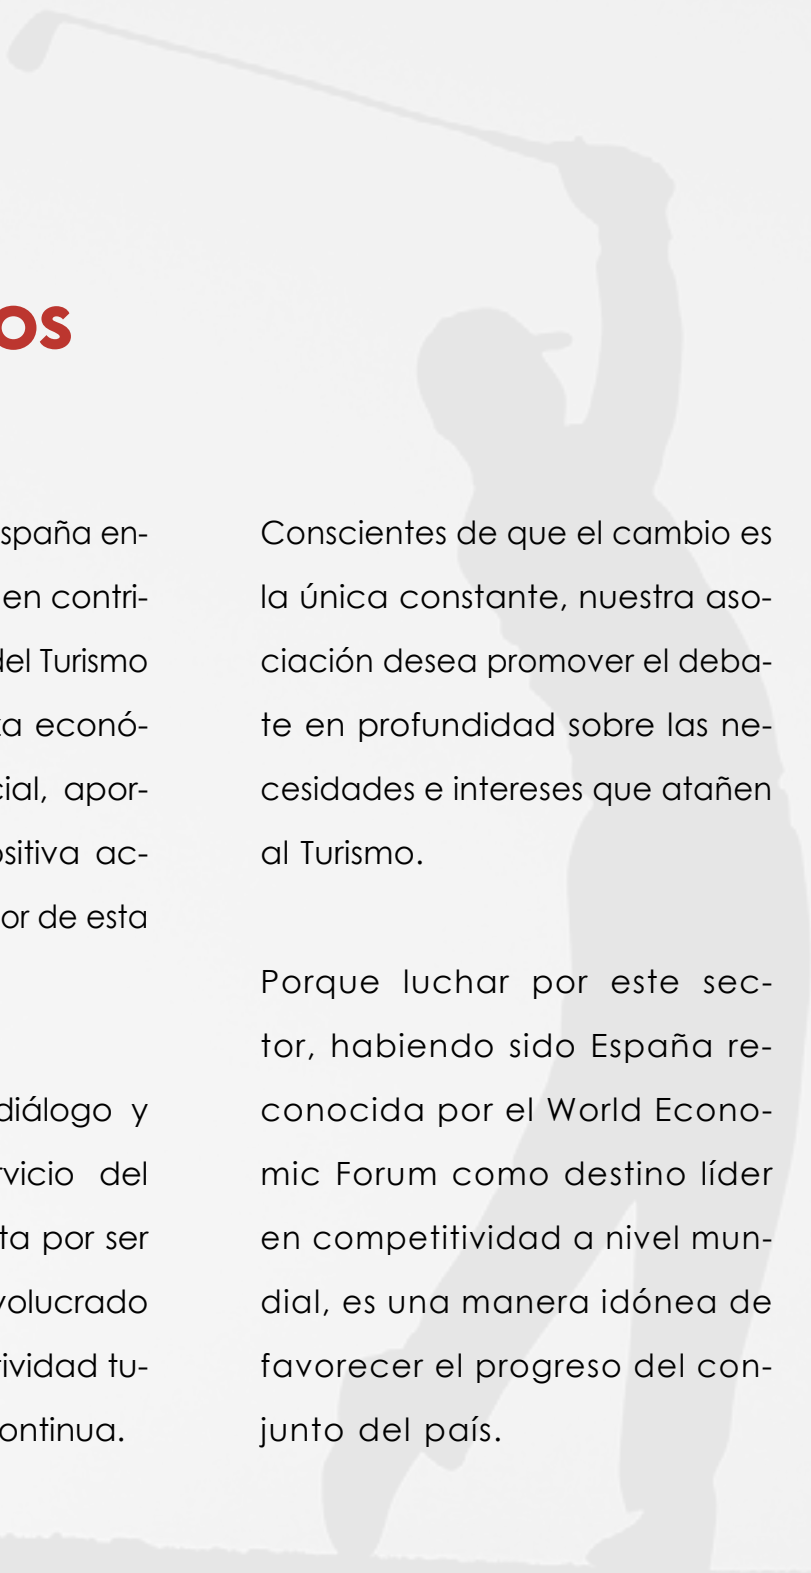 os
spaña en-
en contri-
del Turismo
za econó-
cial, apor-
ositiva ac-
or de esta
diálogo y
rvicio del
ta por ser
volucrado
tividad tu-
ontinua.
Conscientes de que el cambio es
la única constante, nuestra aso-
ciación desea promover el deba-
te en profundidad sobre las ne-
cesidades e intereses que atañen
al Turismo.
Porque luchar por este sec-
tor, habiendo sido España re-
conocida por el World Econo-
mic Forum como destino líder
en competitividad a nivel mun-
dial, es una manera idónea de
favorecer el progreso del con-
junto del país.